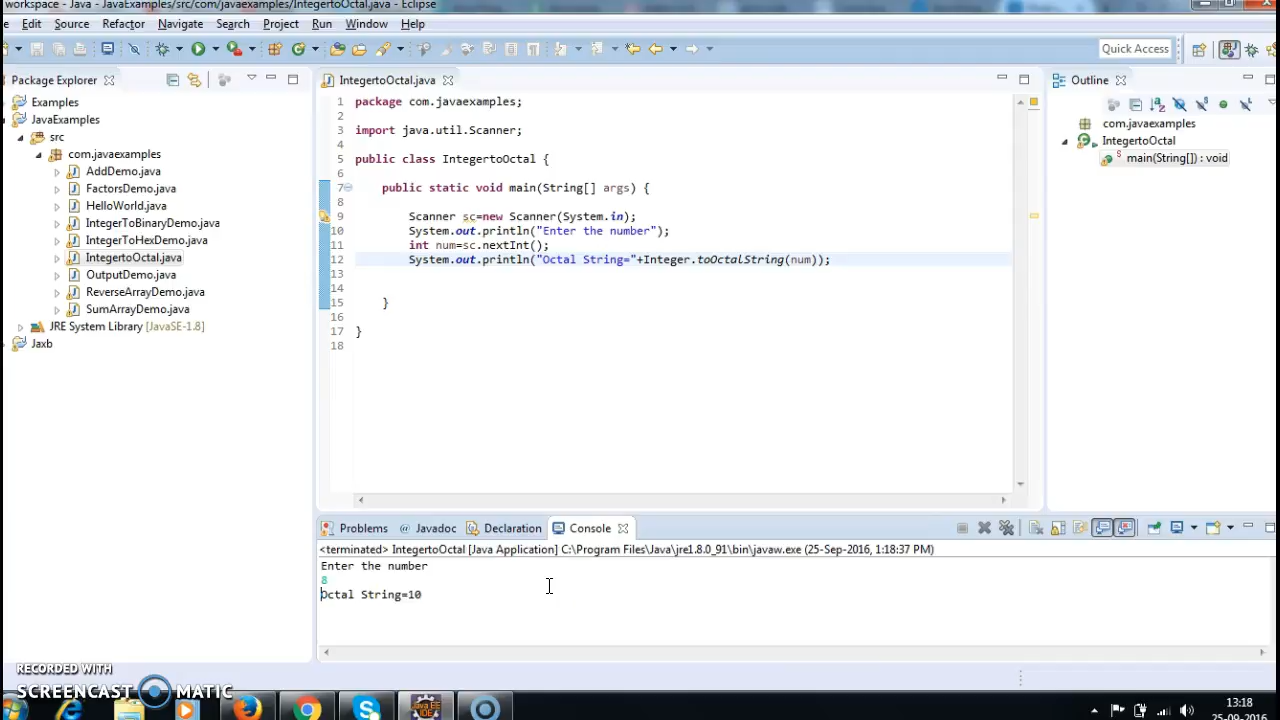 workspace - Java - JavaExamples/src/com/javaexamples/IntegertoOctal.java - Eclipse
Edit Source Refactor Navigate Search Project Run Window Help
Quick Access
Package Explorer
Examples
JavaExamples
src
com.javaexamples
AddDemo.java
FactorsDemo.java
HelloWorld.java
IntegerToBinaryDemo.java
IntegerToHexDemo.java
IntegertoOctal.java
OutputDemo.java
ReverseArrayDemo.java
SumArrayDemo.java
JRE System Library [JavaSE-1.8]
Jaxb
IntegertoOctal.java
1 package com.javaexamples;
2
3 import java.util.Scanner;
4
5 public class IntegertoOctal {
6
7 public static void main(String[] args) {
8
9 Scanner sc=new Scanner(System.in);
10 System.out.println("Enter the number");
11 int num=sc.nextInt();
12 System.out.println("Octal String="+Integer.toOctalString(num));
13
14
15 }
16
17 }
18
Outline
com.javaexamples
IntegertoOctal
main(String[]) : void
Problems @ Javadoc Declaration Console
<terminated> IntegertoOctal [Java Application] C:\Program Files\Java\jre1.8.0_91\bin\javaw.exe (25-Sep-2016, 1:18:37 PM)
Enter the number
8
Octal String=10
RECORDED WITH
SCREENCAST MATIC
Java EE
IDE
13:18
25-09-2016